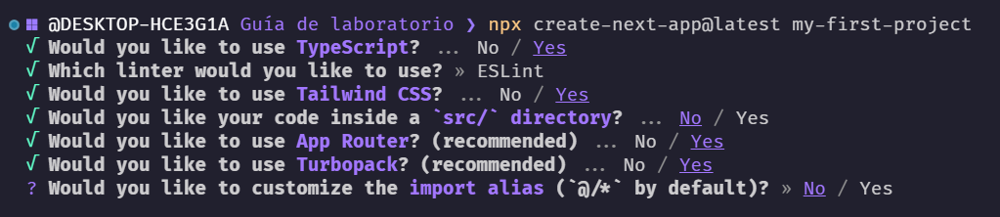 @DESKTOP-HCE3G1A Guía de laboratorio ❯ npx create-next-app@latest my-first-project
√ Would you like to use TypeScript? ... No / Yes
√ Which linter would you like to use? » ESLint
√ Would you like to use Tailwind CSS? ... No / Yes
√ Would you like your code inside a `src/` directory? ... No / Yes
√ Would you like to use App Router? (recommended) ... No / Yes
√ Would you like to use Turbopack? (recommended) ... No / Yes
? Would you like to customize the import alias (`@/*` by default)? » No / Yes